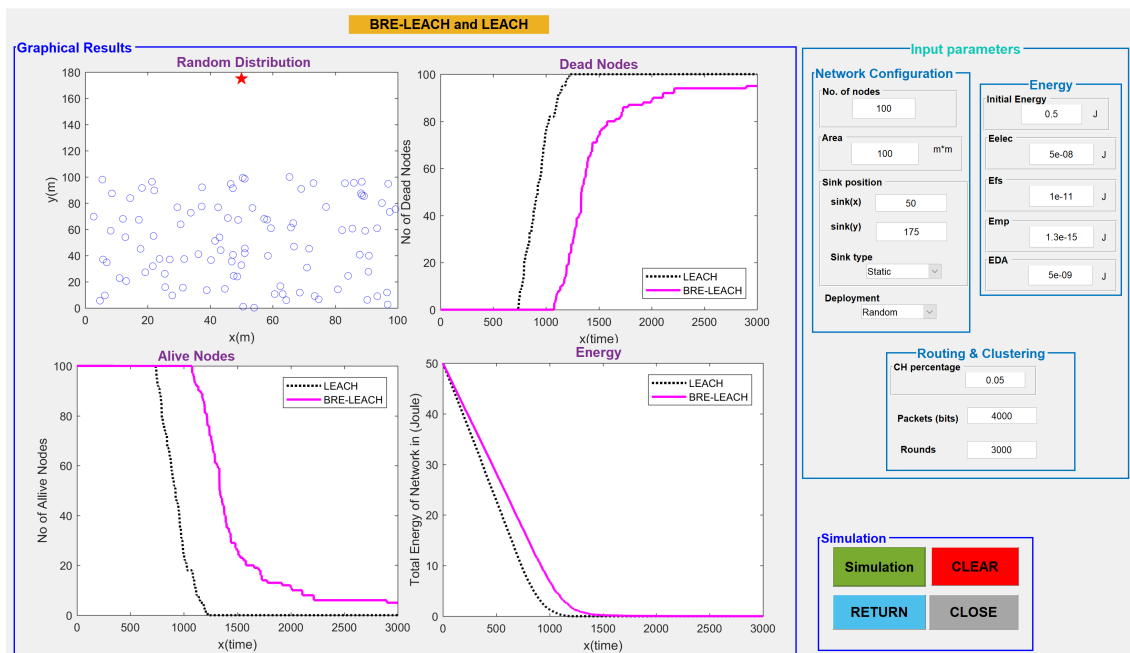 BRE-LEACH and LEACH
Graphical Results
Random Distribution
180
160
140
120
100
80
60
40
20
0
0
20
40
60
80
100
y(m)
x(m)
Dead Nodes
100
80
60
40
20
0
0
500
1000
1500
2000
2500
3000
No of Dead Nodes
x(time)
LEACH
BRE-LEACH
Alive Nodes
100
80
60
40
20
0
0
500
1000
1500
2000
2500
3000
No of Allive Nodes
x(time)
LEACH
BRE-LEACH
Energy
50
40
30
20
10
0
0
500
1000
1500
2000
2500
3000
Total Energy of Network in (Joule)
x(time)
LEACH
BRE-LEACH
Input parameters
Network Configuration
No. of nodes
100
Area
100 m*m
Sink position
sink(x) 50
sink(y) 175
Sink type
Static
Deployment
Random
Energy
Initial Energy
0.5 J
Eelec
5e-08 J
Efs
1e-11 J
Emp
1.3e-15 J
EDA
5e-09 J
Routing & Clustering
CH percentage
0.05
Packets (bits) 4000
Rounds 3000
Simulation
Simulation
CLEAR
RETURN
CLOSE